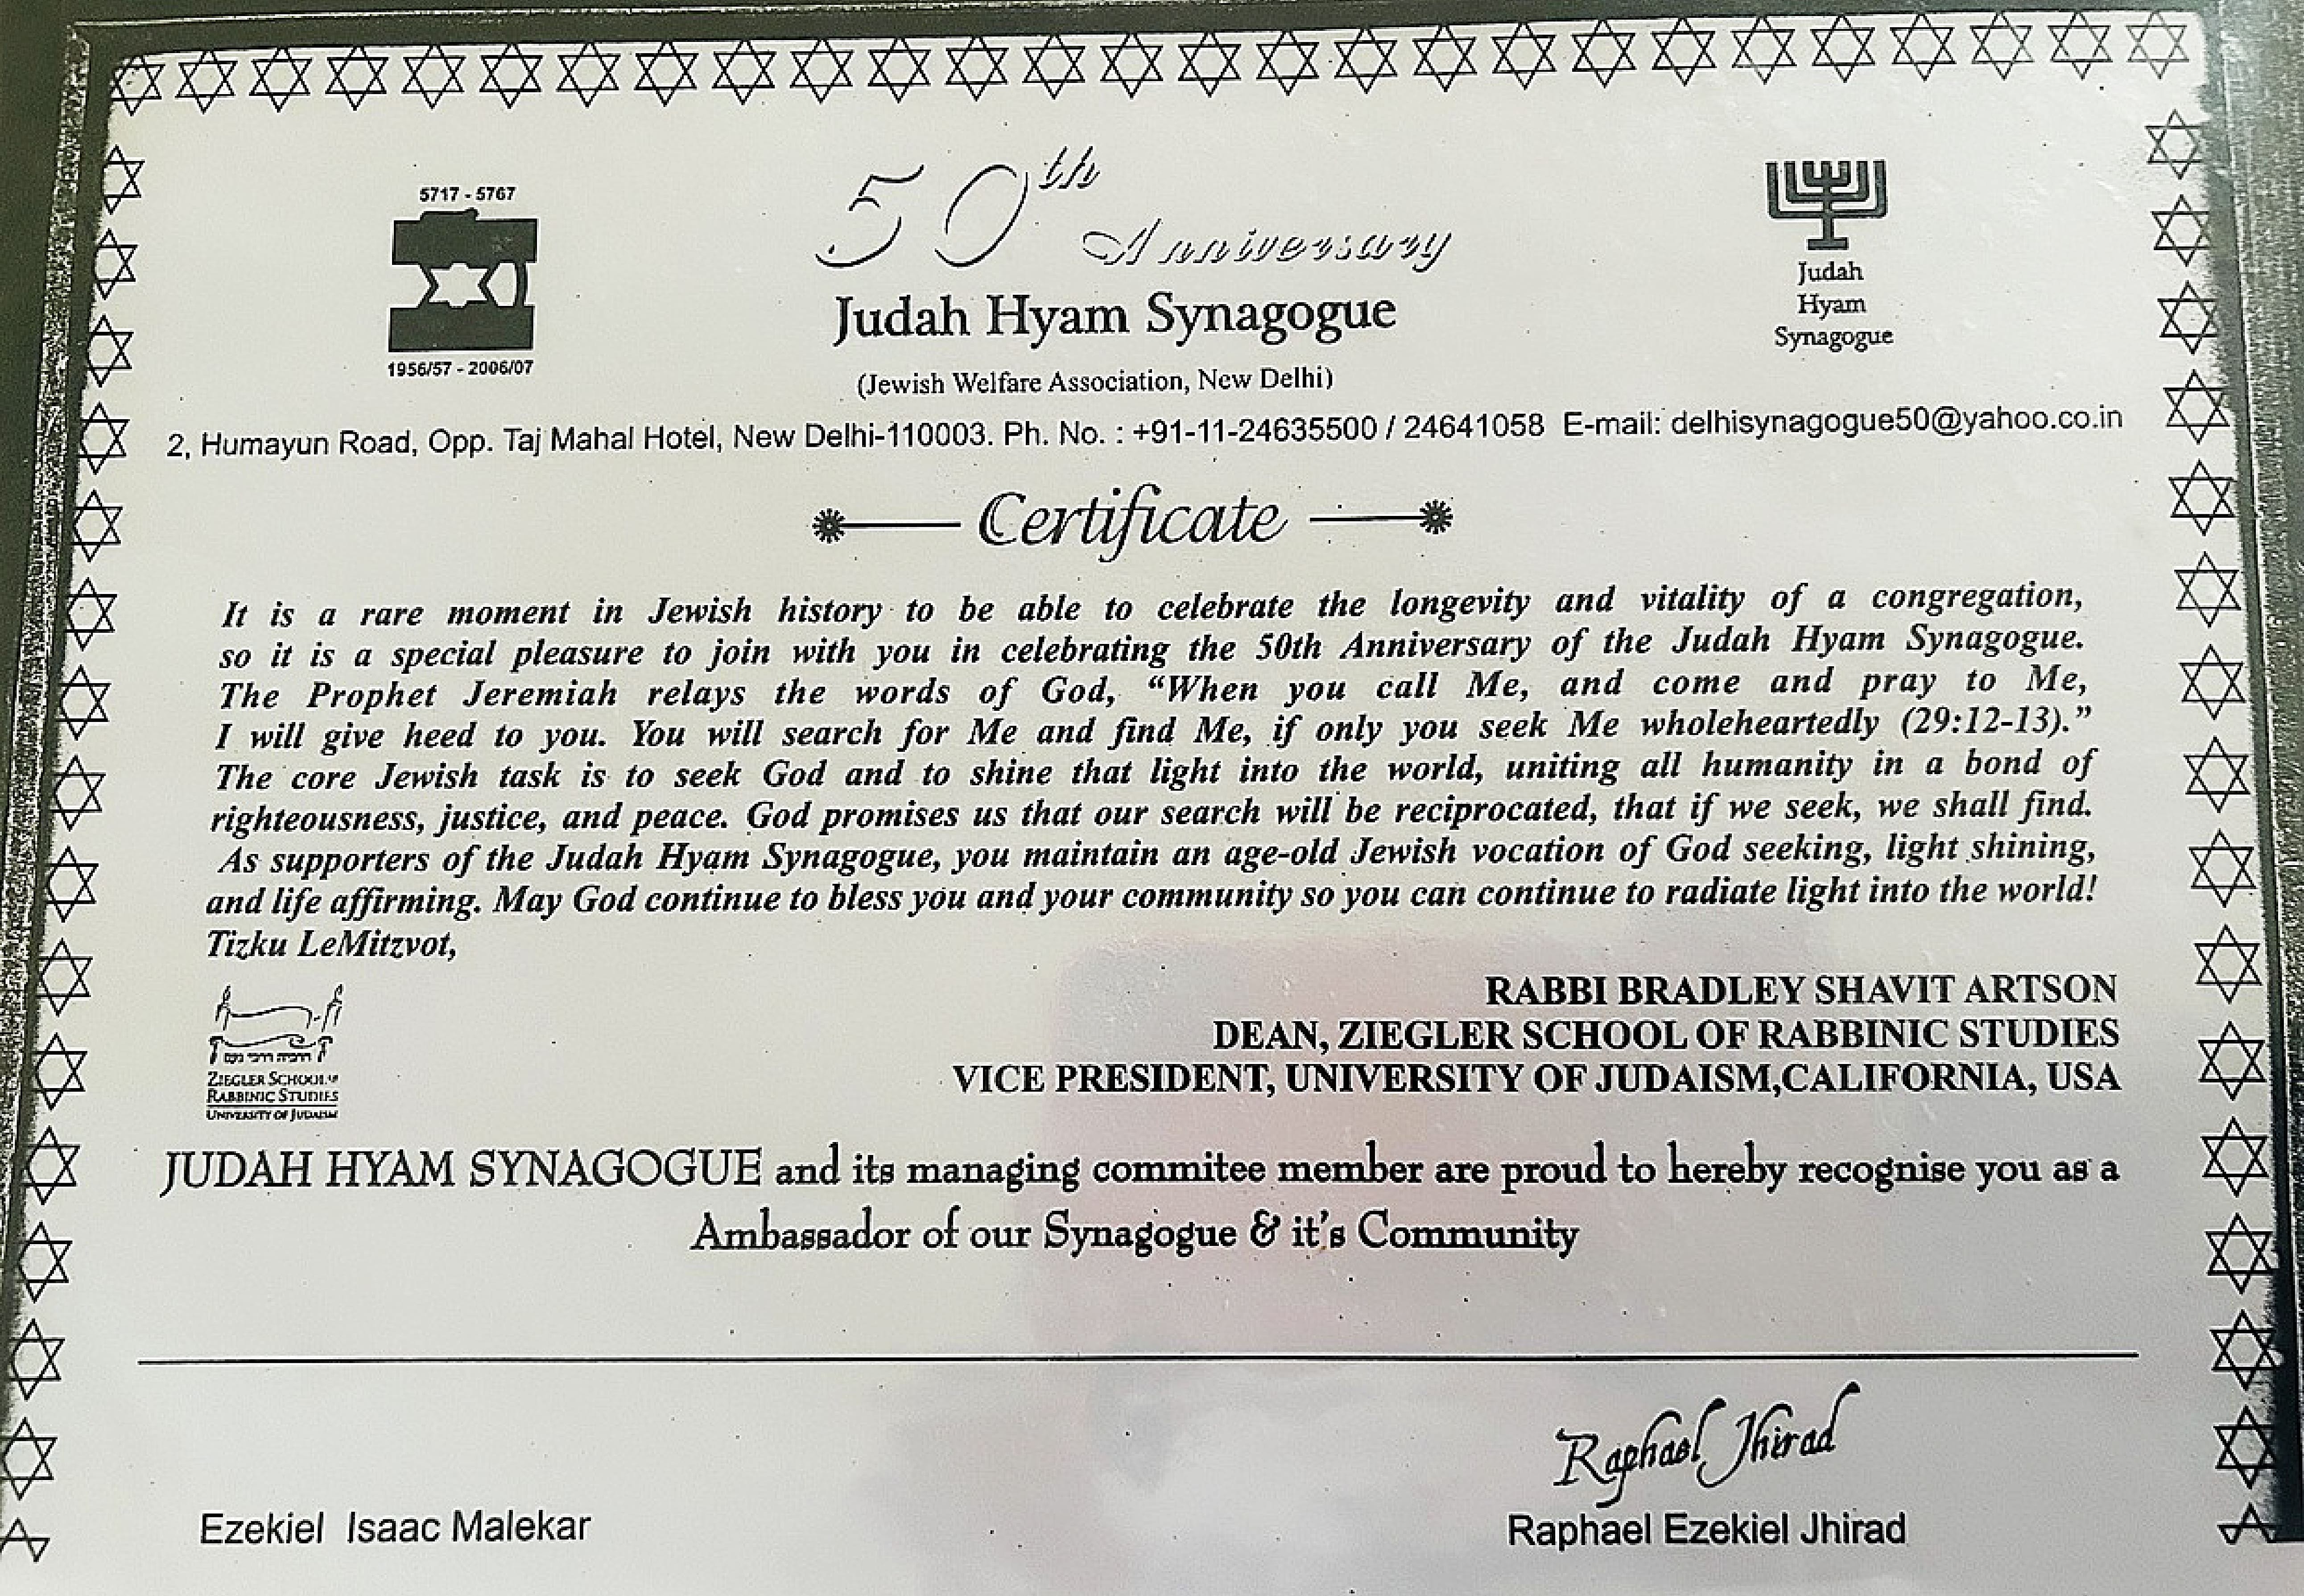 5717 - 5767
1956/57 - 2006/07
50th Anniversary
Judah Hyam Synagogue
(Jewish Welfare Association, New Delhi)
Judah
Hyam
Synagogue
2, Humayun Road, Opp. Taj Mahal Hotel, New Delhi-110003. Ph. No. : +91-11-24635500 / 24641058 E-mail: delhisynagogue50@yahoo.co.in
Certificate
It is a rare moment in Jewish history to be able to celebrate the longevity and vitality of a congregation,
so it is a special pleasure to join with you in celebrating the 50th Anniversary of the Judah Hyam Synagogue.
The Prophet Jeremiah relays the words of God, “When you call Me, and come and pray to Me,
I will give heed to you. You will search for Me and find Me, if only you seek Me wholeheartedly (29:12-13).”
The core Jewish task is to seek God and to shine that light into the world, uniting all humanity in a bond of
righteousness, justice, and peace. God promises us that our search will be reciprocated, that if we seek, we shall find.
As supporters of the Judah Hyam Synagogue, you maintain an age-old Jewish vocation of God seeking, light shining,
and life affirming. May God continue to bless you and your community so you can continue to radiate light into the world!
Tizku LeMitzvot,
RABBI BRADLEY SHAVIT ARTSON
DEAN, ZIEGLER SCHOOL OF RABBINIC STUDIES
VICE PRESIDENT, UNIVERSITY OF JUDAISM,CALIFORNIA, USA
ZIEGLER SCHOOL of
RABBINIC STUDIES
UNIVERSITY OF JUDAISM
JUDAH HYAM SYNAGOGUE and its managing commitee member are proud to hereby recognise you as a
Ambassador of our Synagogue & it's Community
Raphael Jhirad
Ezekiel Isaac Malekar
Raphael Ezekiel Jhirad